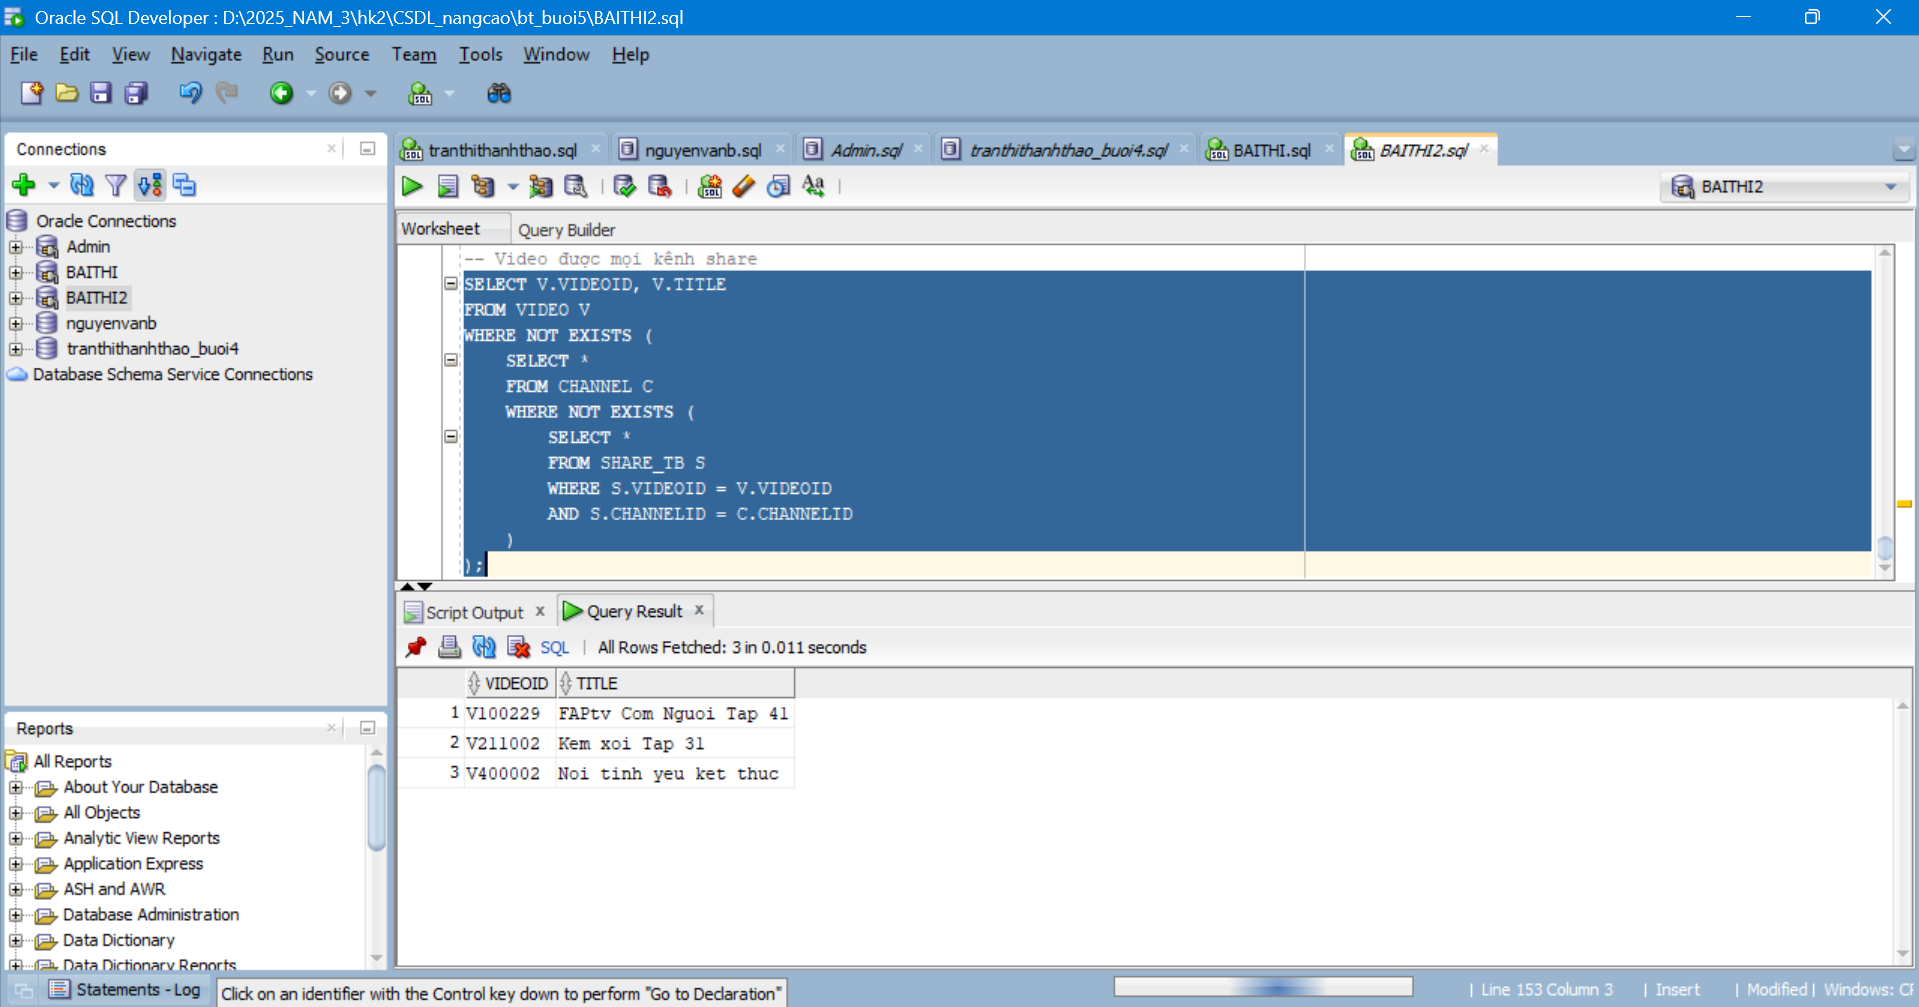 Oracle SQL Developer : D:\2025_NAM_3\hk2\CSDL_nangcao\bt_buoi5\BAITHI2.sql
File Edit View Navigate Run Source Team Tools Window Help
Connections
Oracle Connections
Admin
BAITHI
BAITHI2
nguyenvanb
tranthithanhthao_buoi4
Database Schema Service Connections
Reports
All Reports
About Your Database
All Objects
Analytic View Reports
Application Express
ASH and AWR
Database Administration
Data Dictionary
Data Dictionary Reports
tranthithanhthao.sql nguyenvanb.sql Admin.sql tranthithanhthao_buoi4.sql BAITHI.sql BAITHI2.sql
BAITHI2
Worksheet Query Builder
-- Video được mọi kênh share
SELECT V.VIDEOID, V.TITLE
FROM VIDEO V
WHERE NOT EXISTS (
SELECT *
FROM CHANNEL C
WHERE NOT EXISTS (
SELECT *
FROM SHARE_TB S
WHERE S.VIDEOID = V.VIDEOID
AND S.CHANNELID = C.CHANNELID
)
);
Script Output Query Result
SQL | All Rows Fetched: 3 in 0.011 seconds
VIDEOID TITLE
1 V100229 FAPtv Com Nguoi Tap 41
2 V211002 Kem xoi Tap 31
3 V400002 Noi tinh yeu ket thuc
Statements - Log Click on an identifier with the Control key down to perform "Go to Declaration" | Line 153 Column 3 | Insert | Modified | Windows: